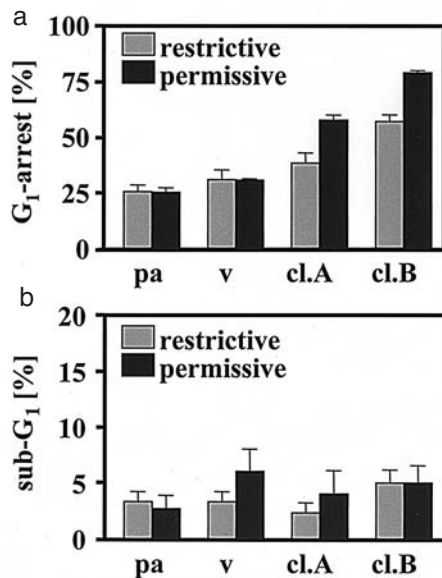 a
100
75
50
25
0
G1-arrest [%]
restrictive
permissive
pa v cl.A cl.B
b
20
15
10
5
0
sub-G1 [%]
restrictive
permissive
pa v cl.A cl.B